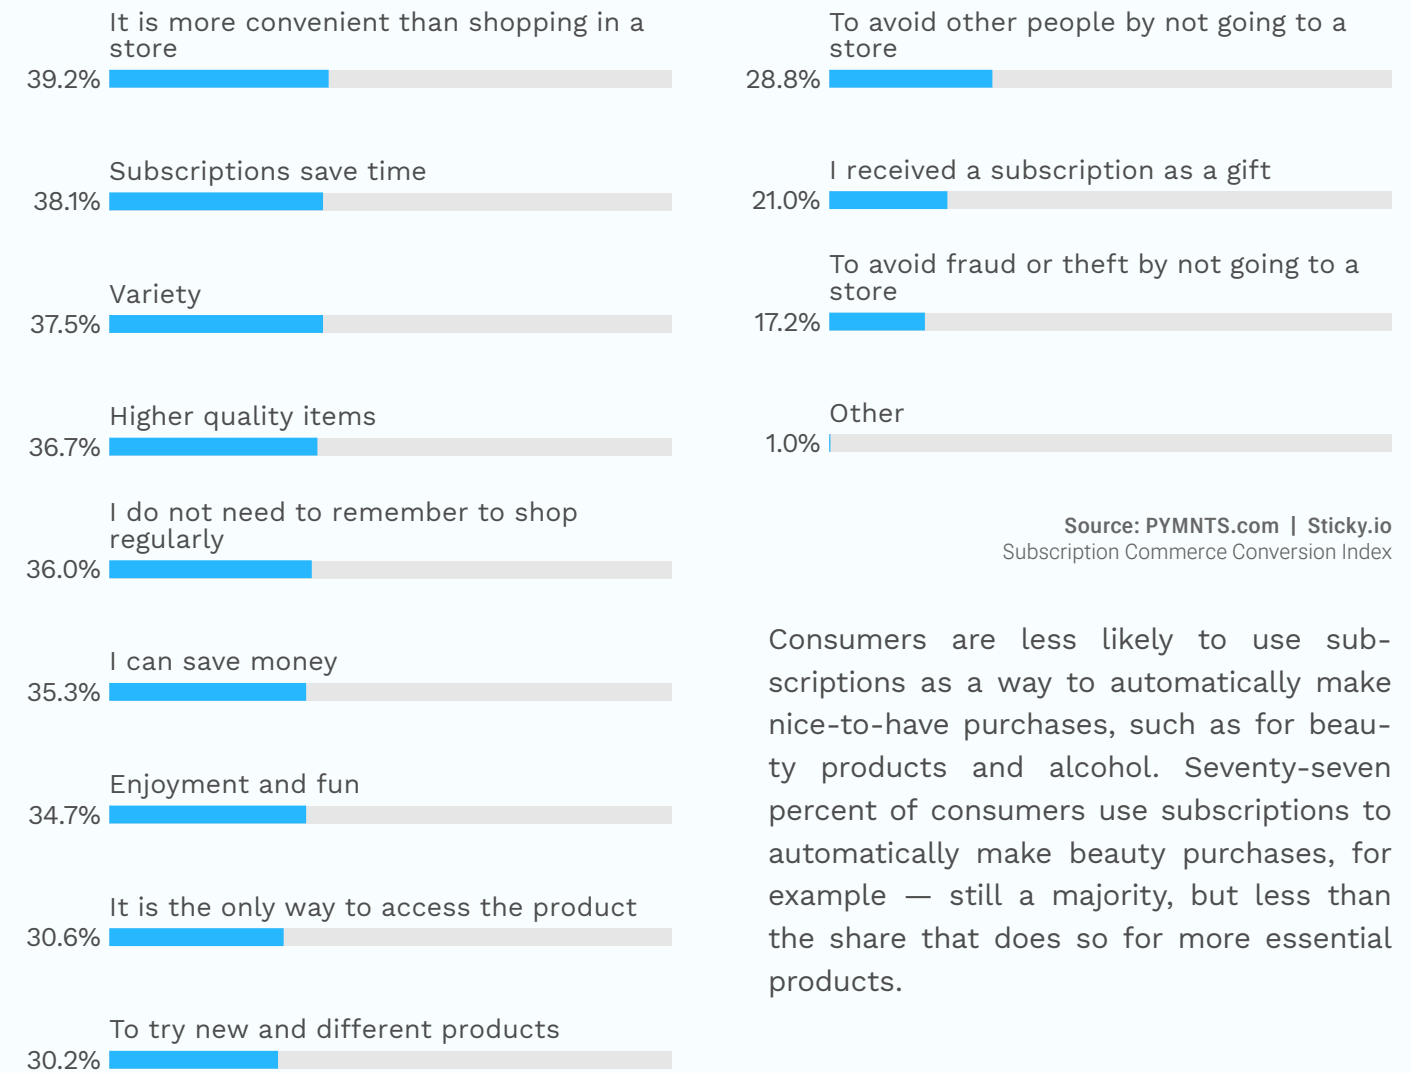 It is more convenient than shopping in a
store
39.2%
Subscriptions save time
38.1%
Variety
37.5%
Higher quality items
36.7%
I do not need to remember to shop
regularly
36.0%
I can save money
35.3%
Enjoyment and fun
34.7%
It is the only way to access the product
30.6%
To try new and different products
30.2%
To avoid other people by not going to a
store
28.8%
I received a subscription as a gift
21.0%
To avoid fraud or theft by not going to a
store
17.2%
Other
1.0%
Source: PYMNTS.com | Sticky.io
Subscription Commerce Conversion Index
Consumers are less likely to use sub-
scriptions as a way to automatically make
nice-to-have purchases, such as for beau-
ty products and alcohol. Seventy-seven
percent of consumers use subscriptions to
automatically make beauty purchases, for
example — still a majority, but less than
the share that does so for more essential
products.